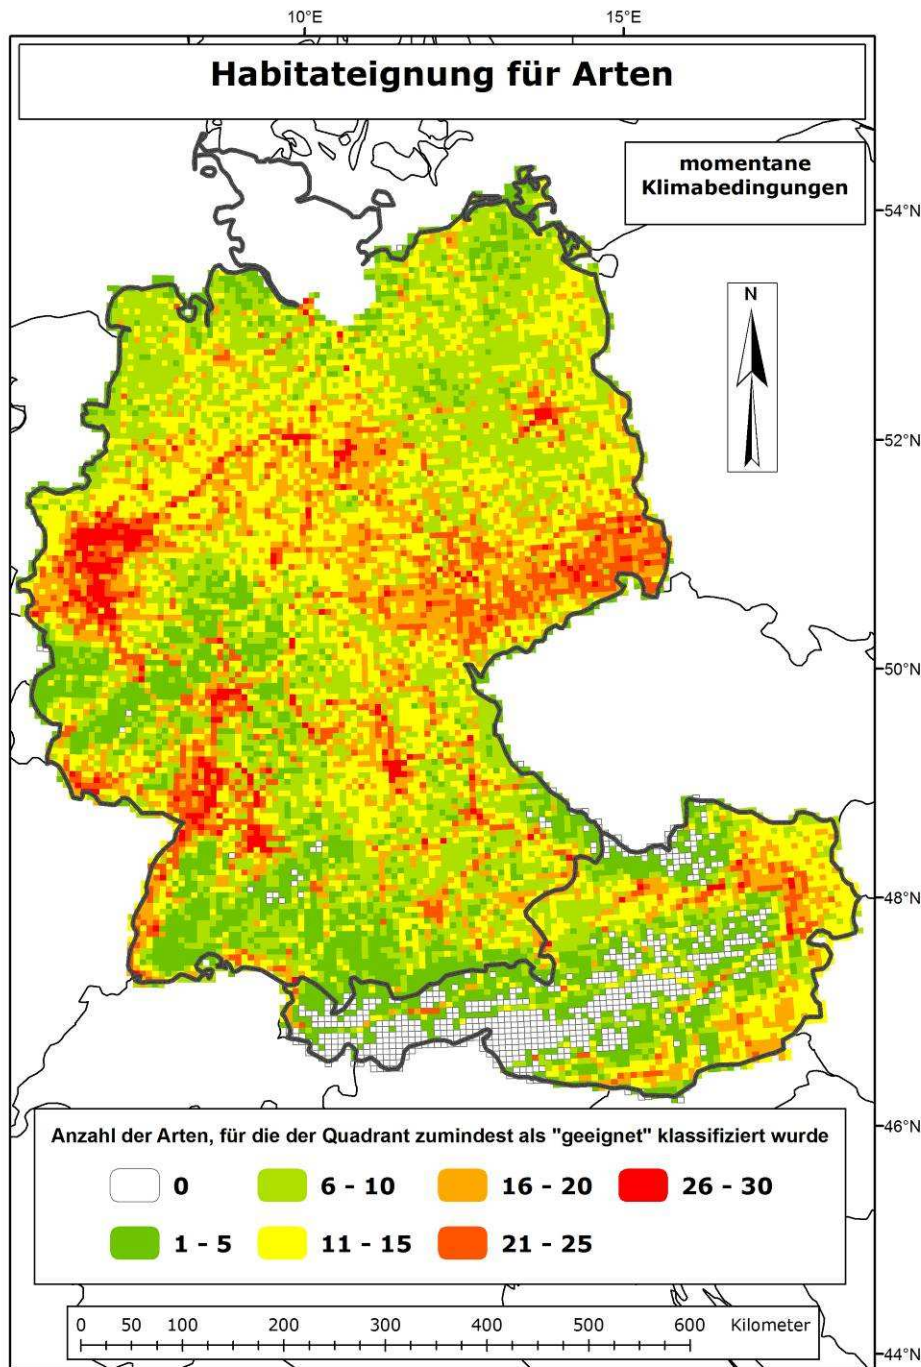 10°E 15°E
Habitateignung für Arten
momentane
Klimabedingungen
54°N
N
52°N
50°N
48°N
46°N
Anzahl der Arten, für die der Quadrant zumindest als "geeignet" klassifiziert wurde
0 6 - 10 16 - 20 26 - 30
1 - 5 11 - 15 21 - 25
0 50 100 200 300 400 500 600 Kilometer
44°N